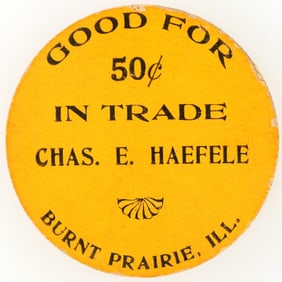 GOOD FOR
50¢
IN TRADE
CHAS. E. HAEFELE
BURNT PRAIRIE, ILL.